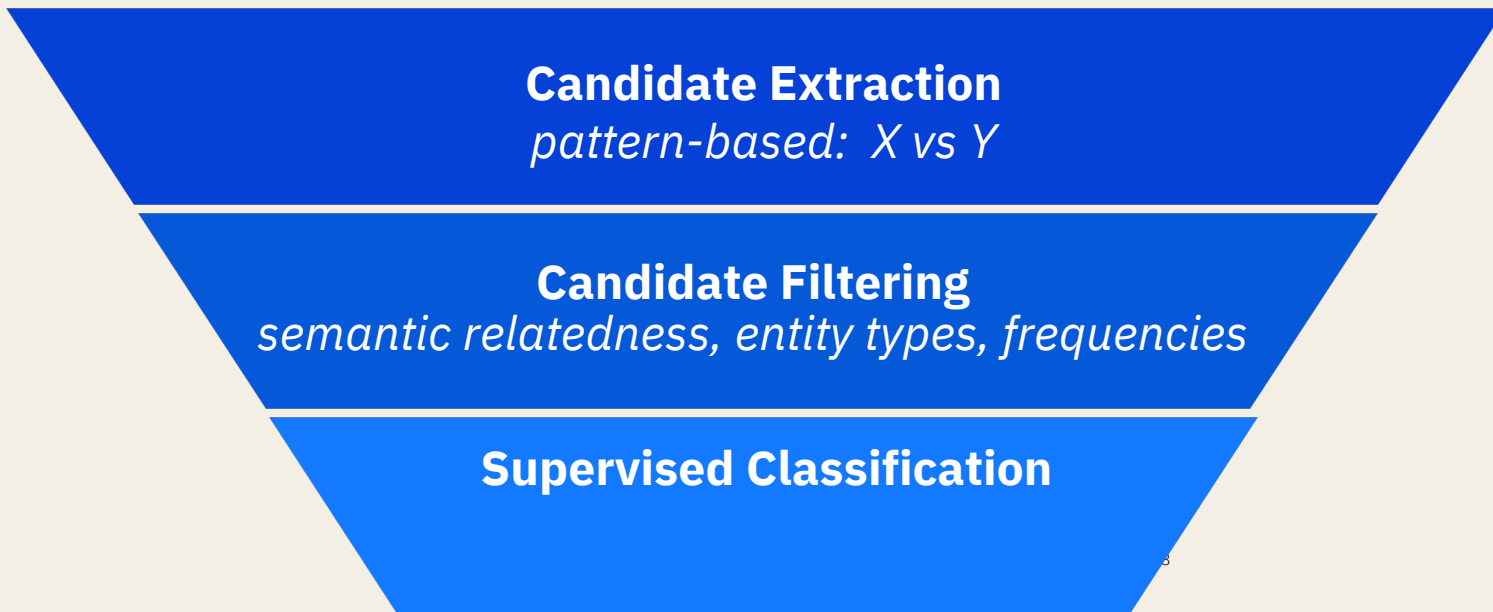 Candidate Extraction
pattern-based: X vs Y
Candidate Filtering
semantic relatedness, entity types, frequencies
Supervised Classification